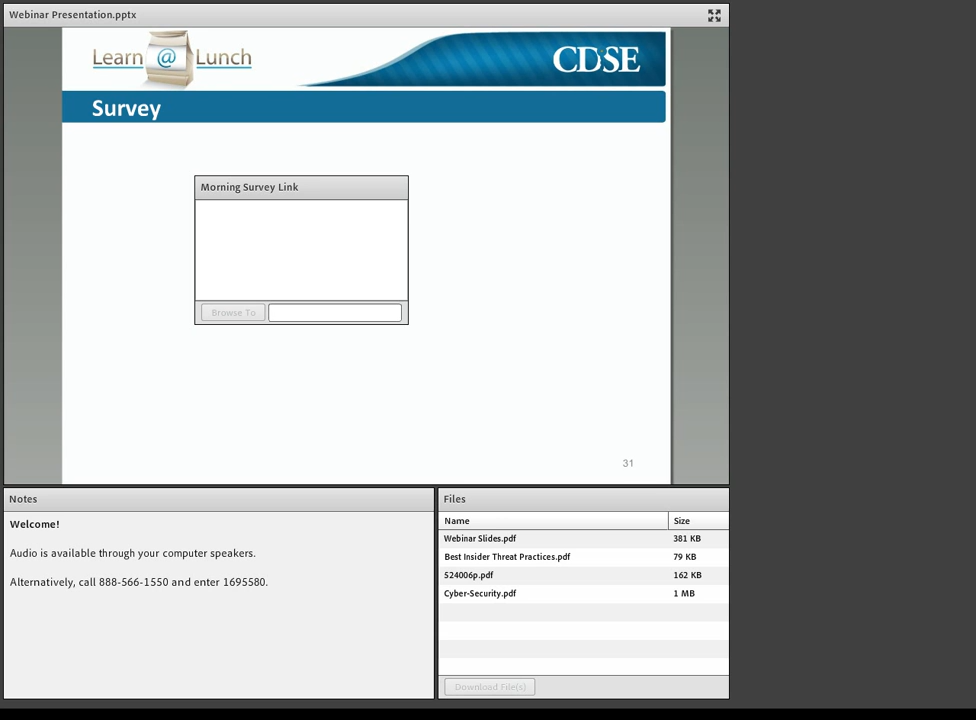 Webinar Presentation.pptx
Learn @ Lunch
CDSE
Survey
Morning Survey Link
Browse To
31
Notes
Welcome!
Audio is available through your computer speakers.
Alternatively, call 888-566-1550 and enter 1695580.
Files
Name Size
Webinar Slides.pdf 381 KB
Best Insider Threat Practices.pdf 79 KB
524006p.pdf 162 KB
Cyber-Security.pdf 1 MB
Download File(s)